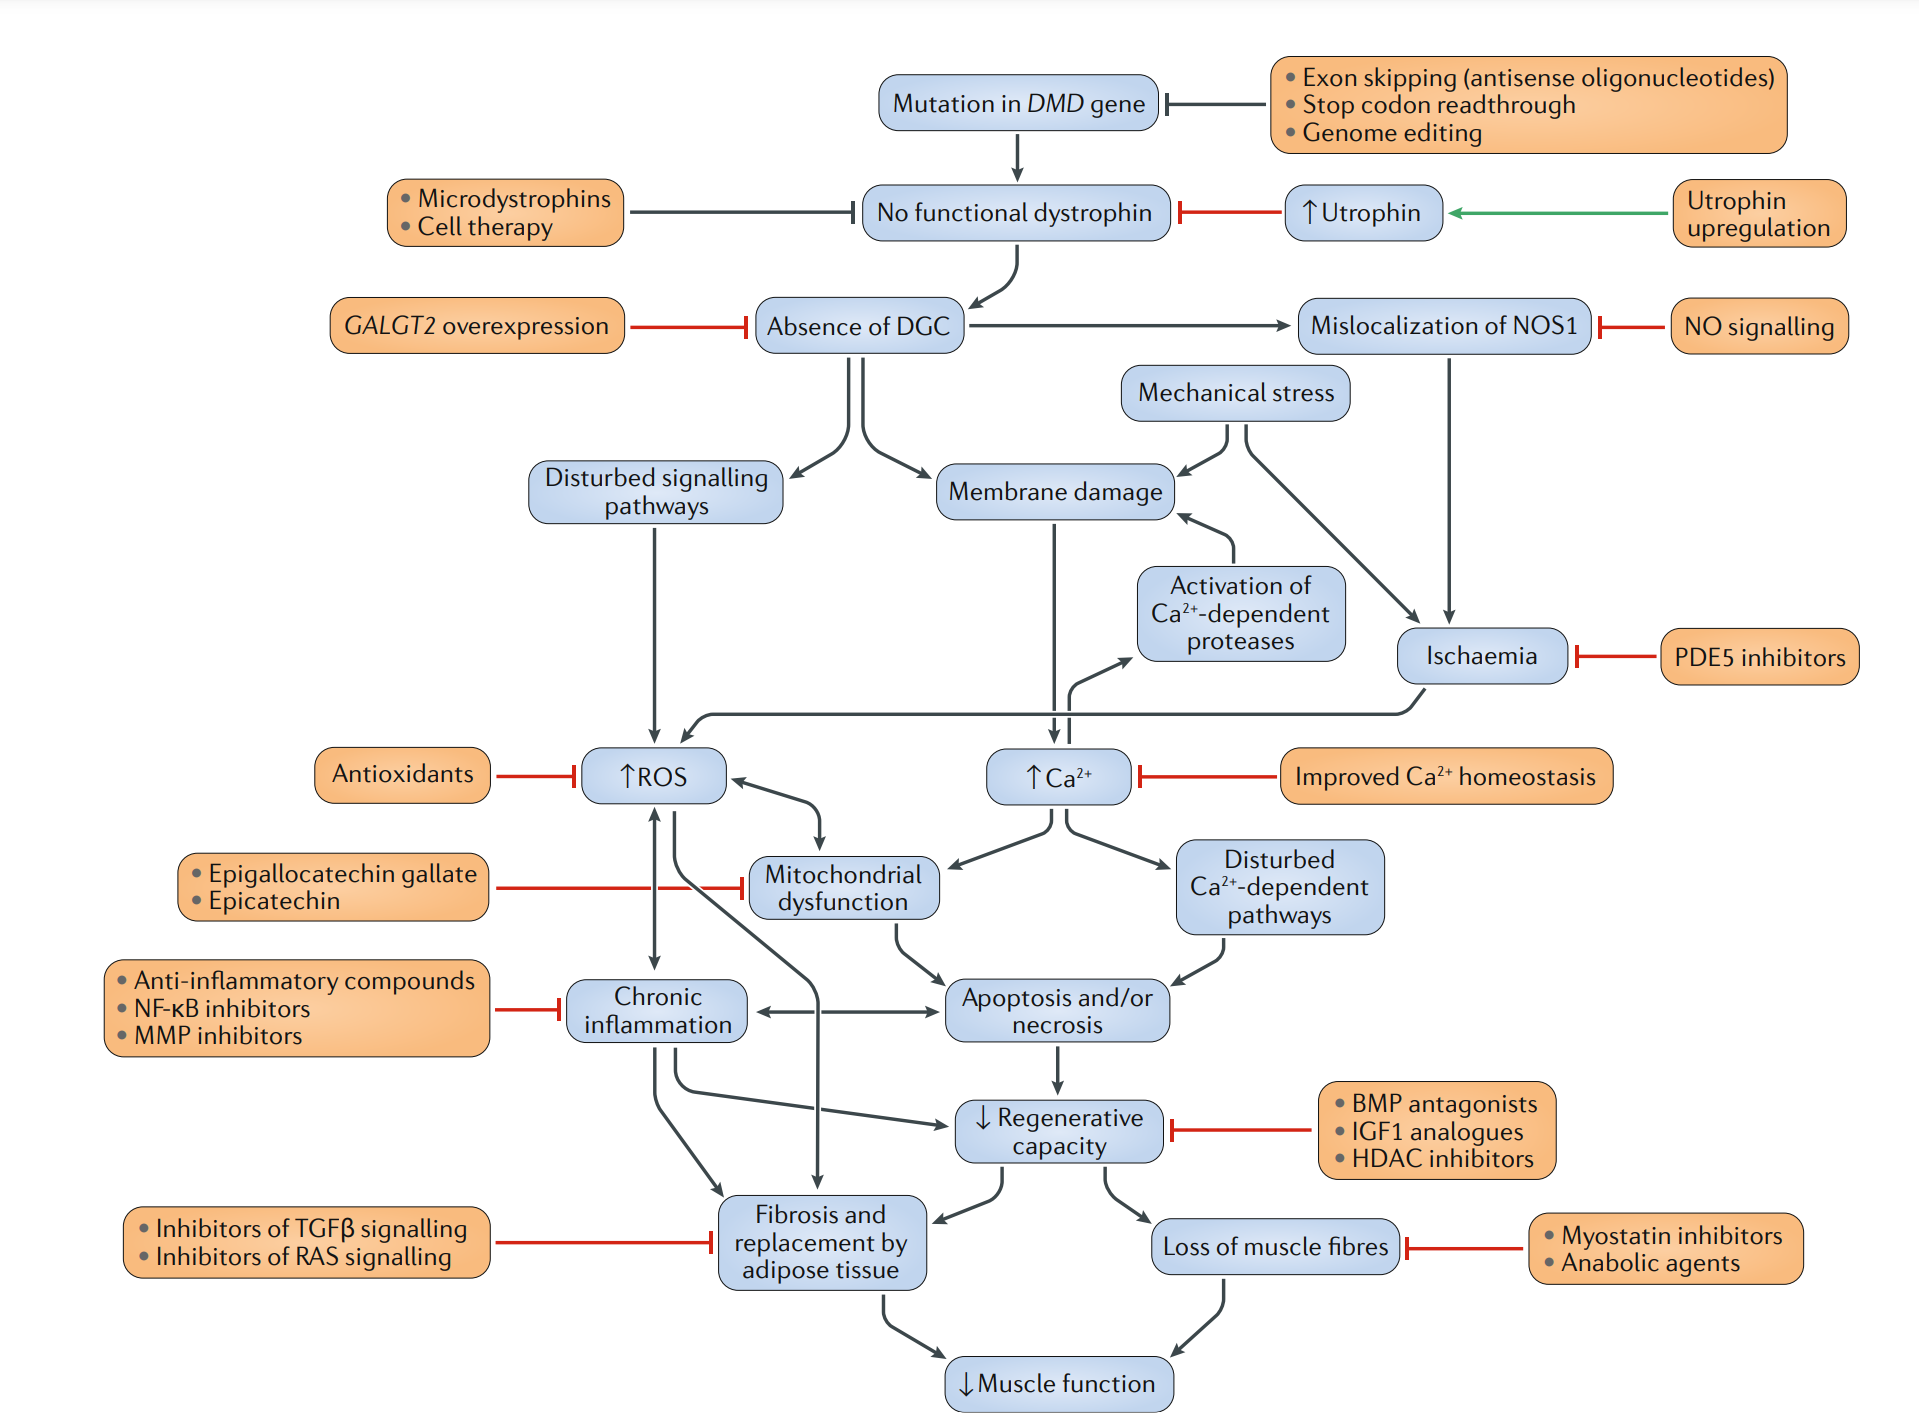 Mutation in DMD gene
• Exon skipping (antisense oligonucleotides)
• Stop codon readthrough
• Genome editing
• Microdystrophins
• Cell therapy
No functional dystrophin
↑Utrophin
Utrophin
upregulation
GALGT2 overexpression
Absence of DGC
Mislocalization of NOS1
NO signalling
Mechanical stress
Disturbed signalling
pathways
Membrane damage
Activation of
Ca²⁺-dependent
proteases
Ischaemia
PDE5 inhibitors
Antioxidants
↑ROS
↑Ca²⁺
Improved Ca²⁺ homeostasis
• Epigallocatechin gallate
• Epicatechin
Mitochondrial
dysfunction
Disturbed
Ca²⁺-dependent
pathways
• Anti-inflammatory compounds
• NF-κB inhibitors
• MMP inhibitors
Chronic
inflammation
Apoptosis and/or
necrosis
↓Regenerative
capacity
• BMP antagonists
• IGF1 analogues
• HDAC inhibitors
• Inhibitors of TGFβ signalling
• Inhibitors of RAS signalling
Fibrosis and
replacement by
adipose tissue
Loss of muscle fibres
• Myostatin inhibitors
• Anabolic agents
↓Muscle function